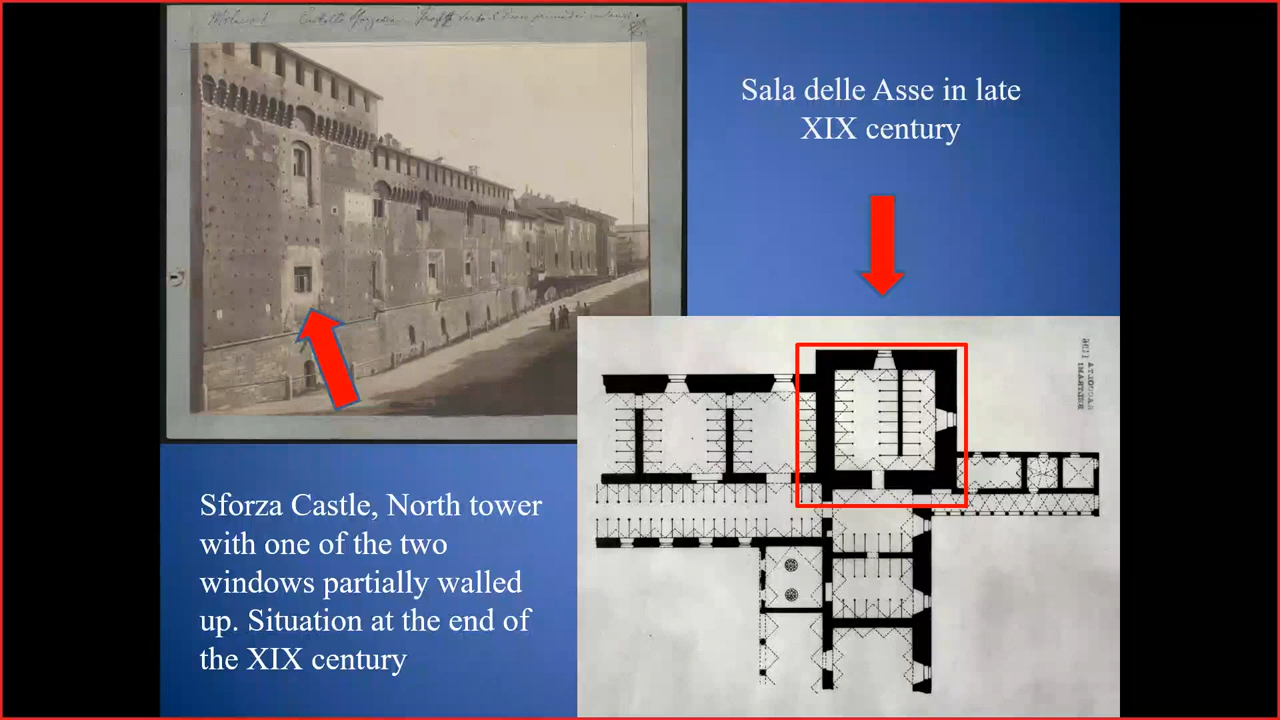 Sala delle Asse in late
XIX century
Sforza Castle, North tower
with one of the two
windows partially walled
up. Situation at the end of
the XIX century